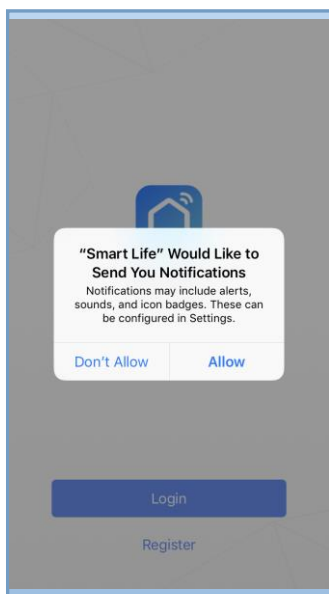 “Smart Life” Would Like to
Send You Notifications
Notifications may include alerts,
sounds, and icon badges. These can
be configured in Settings.
Don't Allow
Allow
Login
Register